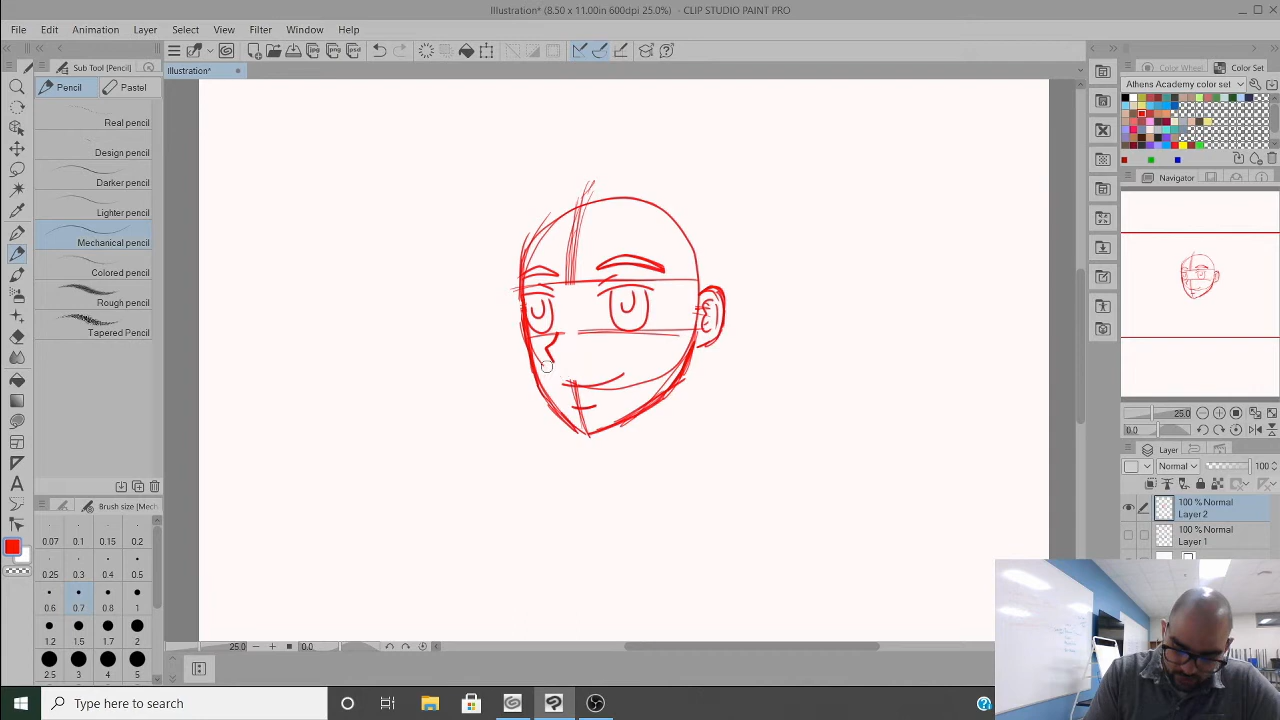 Illustration* (8.50 x 11.00in 600dpi 25.0%) - CLIP STUDIO PAINT PRO
File Edit Animation Layer Select View Filter Window Help
Sub Tool [Pencil]
Illustration*
Color Wheel Color Set
Pencil Pastel
Athens Academy color set
Real pencil
Design pencil
Darker pencil
Lighter pencil
Mechanical pencil
Colored pencil
Rough pencil
Tapered Pencil
Navigator
25.0
0.0
Layer
Normal 100
100 % Normal
Layer 2
100 % Normal
Layer 1
Brush size [Mech
0.07 0.1 0.15 0.2
0.25 0.3 0.4 0.5
0.6 0.7 0.8 1
1.2 1.5 1.7 2
2.5 3 4 5
25.0 0.0
Type here to search